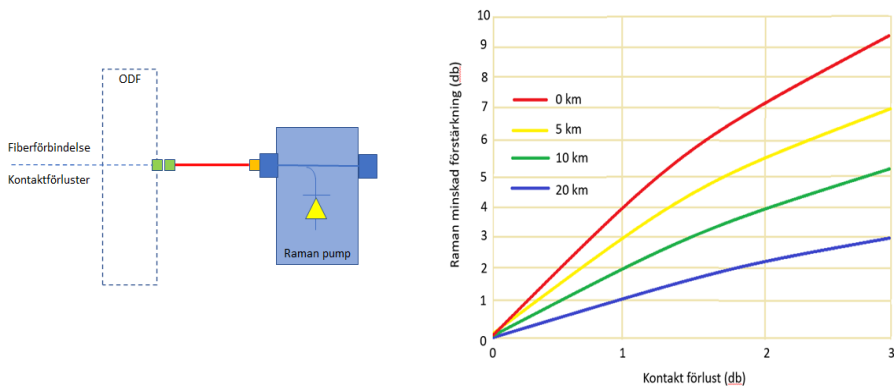 ODF
Fiberförbindelse
Kontaktförluster
Raman pump
Raman minskad förstärkning (db)
10
9
8
7
6
5
4
3
2
1
0
0 km
5 km
10 km
20 km
0
1
2
3
Kontakt förlust (db)